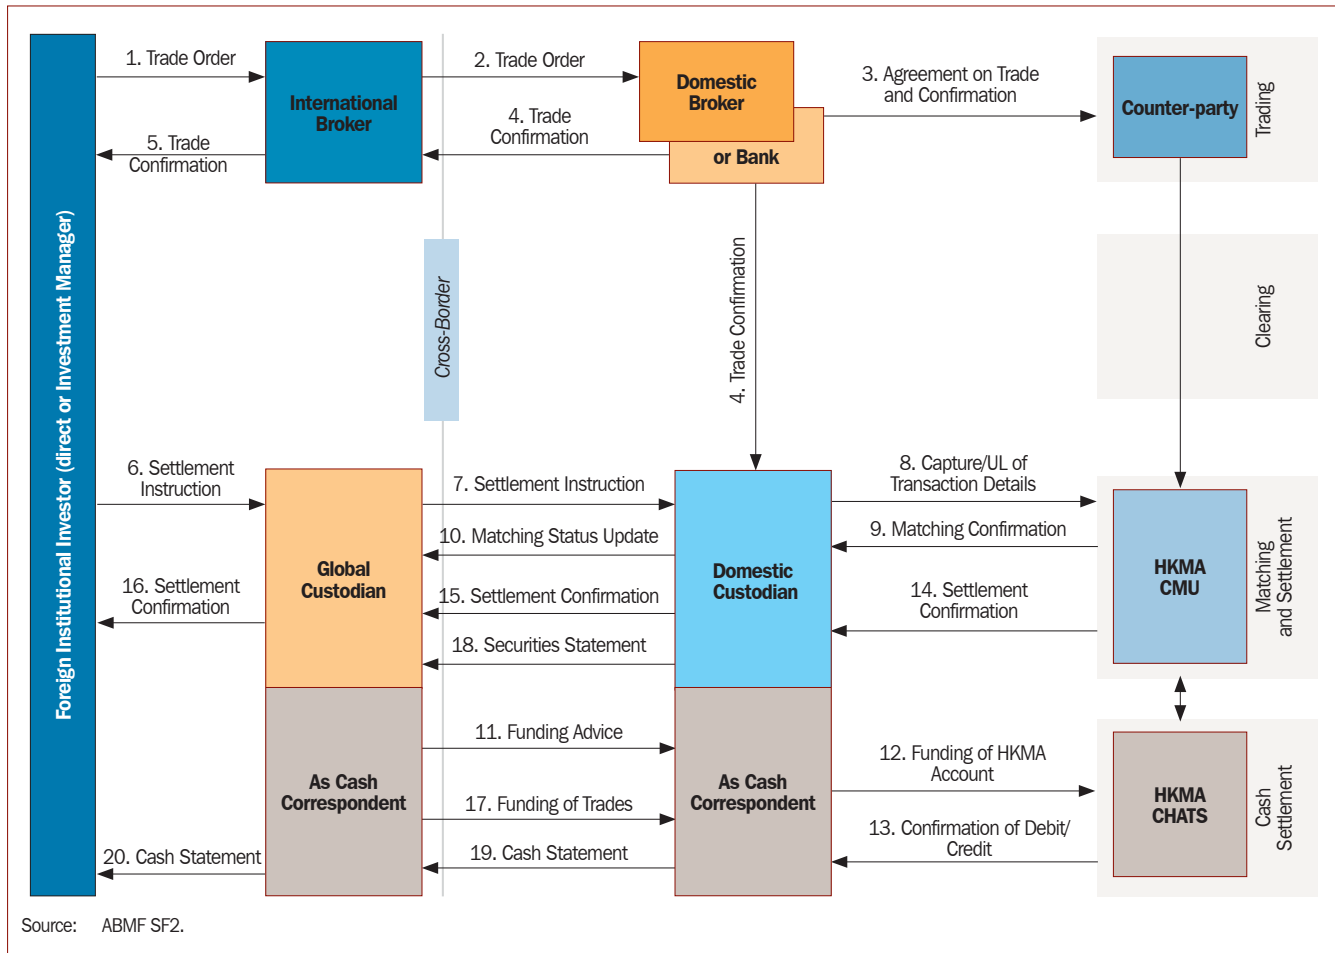 1. Trade Order
2. Trade Order
3. Agreement on Trade
and Confirmation
International
Broker
Domestic
Broker
or Bank
Counter-party
Trading
4. Trade
Confirmation
5. Trade
Confirmation
Foreign Institutional Investor (direct or Investment Manager)
Cross-Border
4. Trade Confirmation
Clearing
6. Settlement
Instruction
7. Settlement Instruction
8. Capture/UL of
Transaction Details
9. Matching Confirmation
10. Matching Status Update
Global
Custodian
Domestic
Custodian
HKMA
CMU
Matching
and Settlement
14. Settlement
Confirmation
15. Settlement Confirmation
16. Settlement
Confirmation
18. Securities Statement
11. Funding Advice
12. Funding of HKMA
Account
As Cash
Correspondent
As Cash
Correspondent
HKMA
CHATS
Cash
Settlement
17. Funding of Trades
13. Confirmation of Debit/
Credit
19. Cash Statement
20. Cash Statement
Source: ABMF SF2.